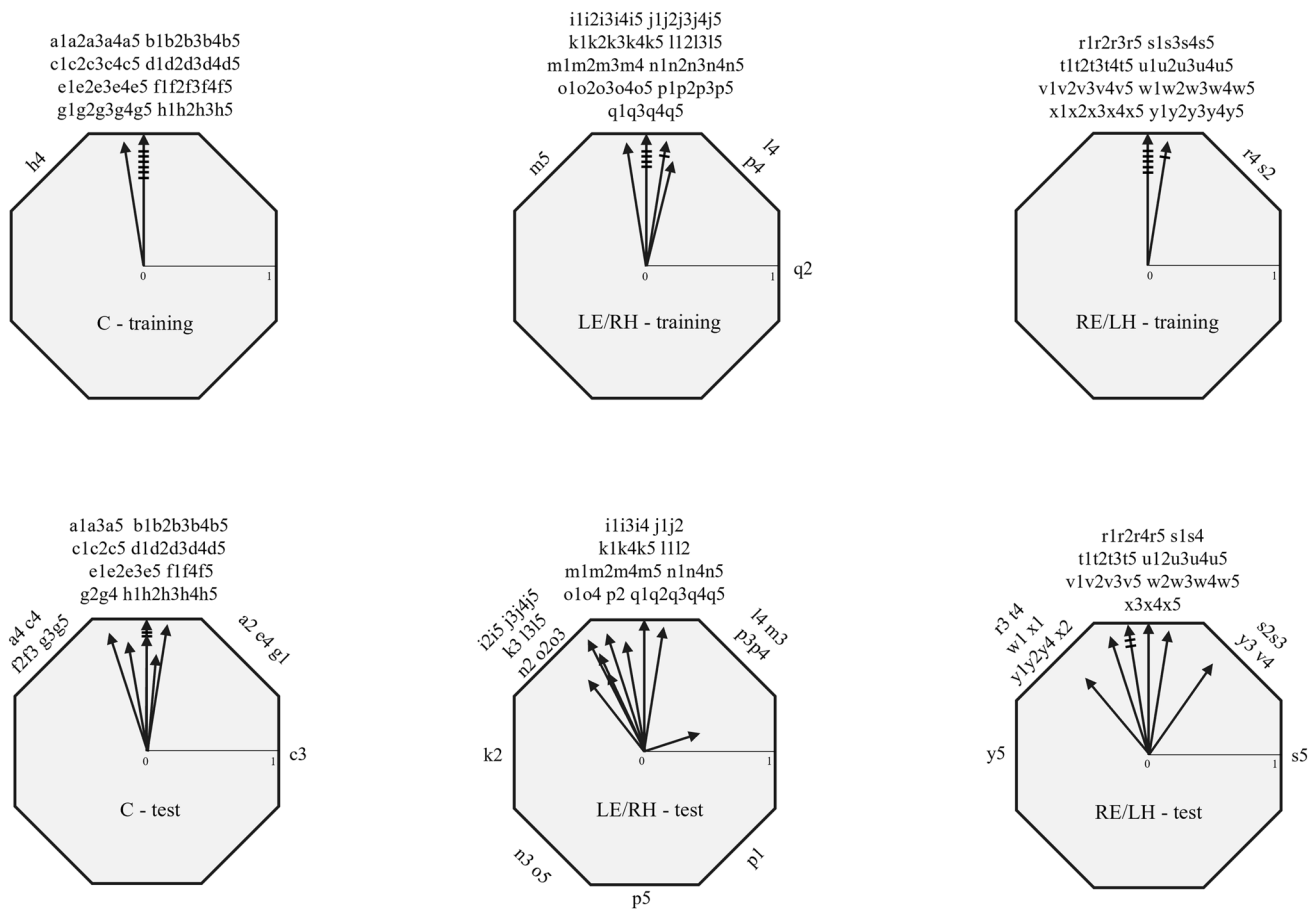 a1a2a3a4a5 b1b2b3b4b5
c1c2c3c4c5 d1d2d3d4d5
e1e2e3e4e5 f1f2f3f4f5
g1g2g3g4g5 h1h2h3h5
h4
0
1
C - training
i1i2i3i4i5 j1j2j3j4j5
k1k2k3k4k5 l1l2l3l5
m1m2m3m4 n1n2n3n4n5
o1o2o3o4o5 p1p2p3p5
q1q3q4q5
m5
l4
p4
q2
0
1
LE/RH - training
r1r2r3r5 s1s3s4s5
t1t2t3t4t5 u1u2u3u4u5
v1v2v3v4v5 w1w2w3w4w5
x1x2x3x4x5 y1y2y3y4y5
r4 s2
0
1
RE/LH - training
a1a3a5 b1b2b3b4b5
c1c2c5 d1d2d3d4d5
e1e2e3e5 f1f4f5
g2g4 h1h2h3h4h5
a4 c4
f2f3 g3g5
a2 e4 g1
c3
0
1
C - test
i1i3i4 j1j2
k1k4k5 l1l2
m1m2m4m5 n1n4n5
o1o4 p2 q1q2q3q4q5
i2i5 j3j4j5
k3 l3l5
n2 o2o3
l4 m3
p3p4
k2
0
1
LE/RH - test
n3 o5
p5
p1
r1r2r4r5 s1s4
t1t2t3t5 u12u3u4u5
v1v2v3v5 w2w3w4w5
x3x4x5
r3 t4
w1 x1
y1y2y4 x2
s2s3
y3 v4
y5
s5
0
1
RE/LH - test